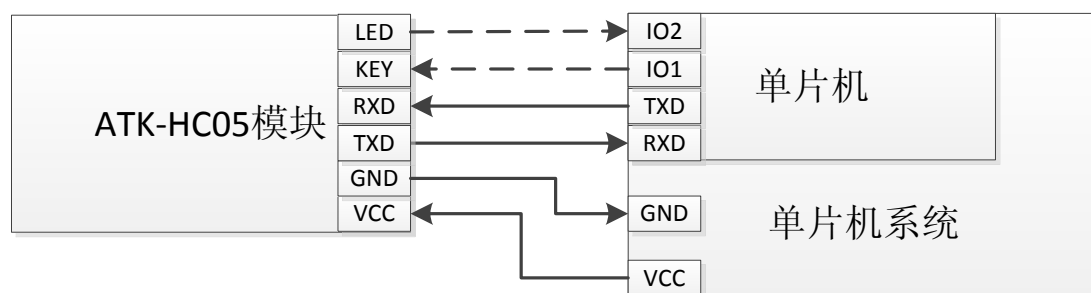 ATK-HC05模块
LED
KEY
RXD
TXD
GND
VCC
IO2
IO1
TXD
RXD
GND
VCC
单片机
单片机系统